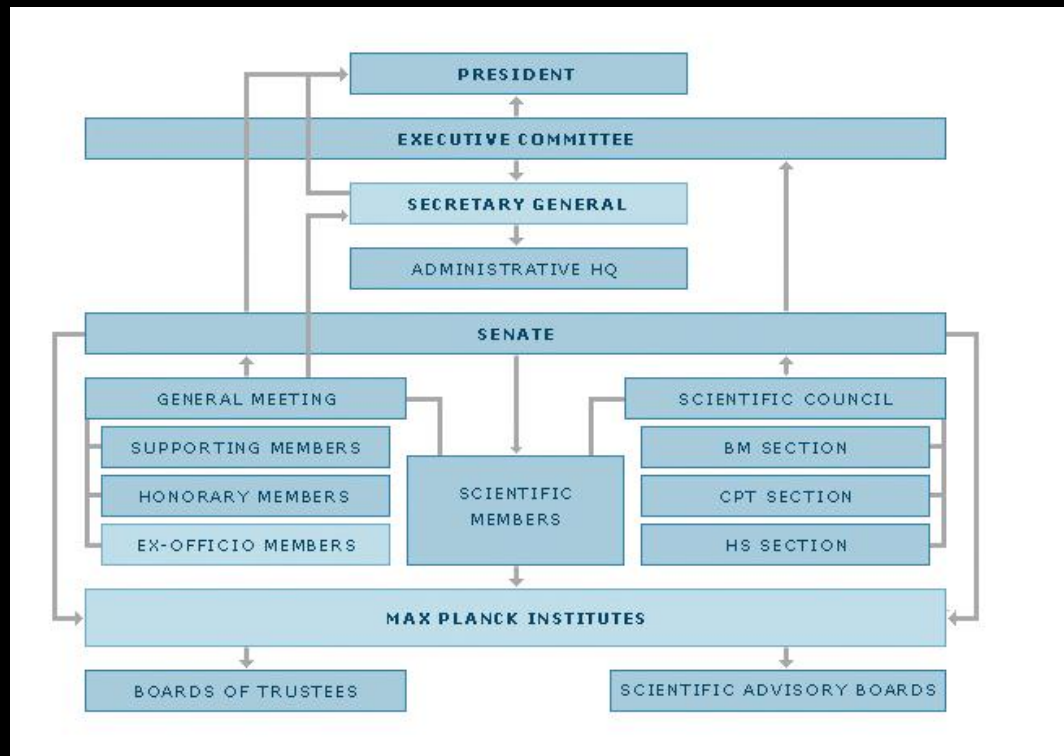 PRESIDENT
EXECUTIVE COMMITTEE
SECRETARY GENERAL
ADMINISTRATIVE HQ
SENATE
GENERAL MEETING
SUPPORTING MEMBERS
HONORARY MEMBERS
EX-OFFICIO MEMBERS
SCIENTIFIC
MEMBERS
SCIENTIFIC COUNCIL
BM SECTION
CPT SECTION
HS SECTION
MAX PLANCK INSTITUTES
BOARDS OF TRUSTEES
SCIENTIFIC ADVISORY BOARDS